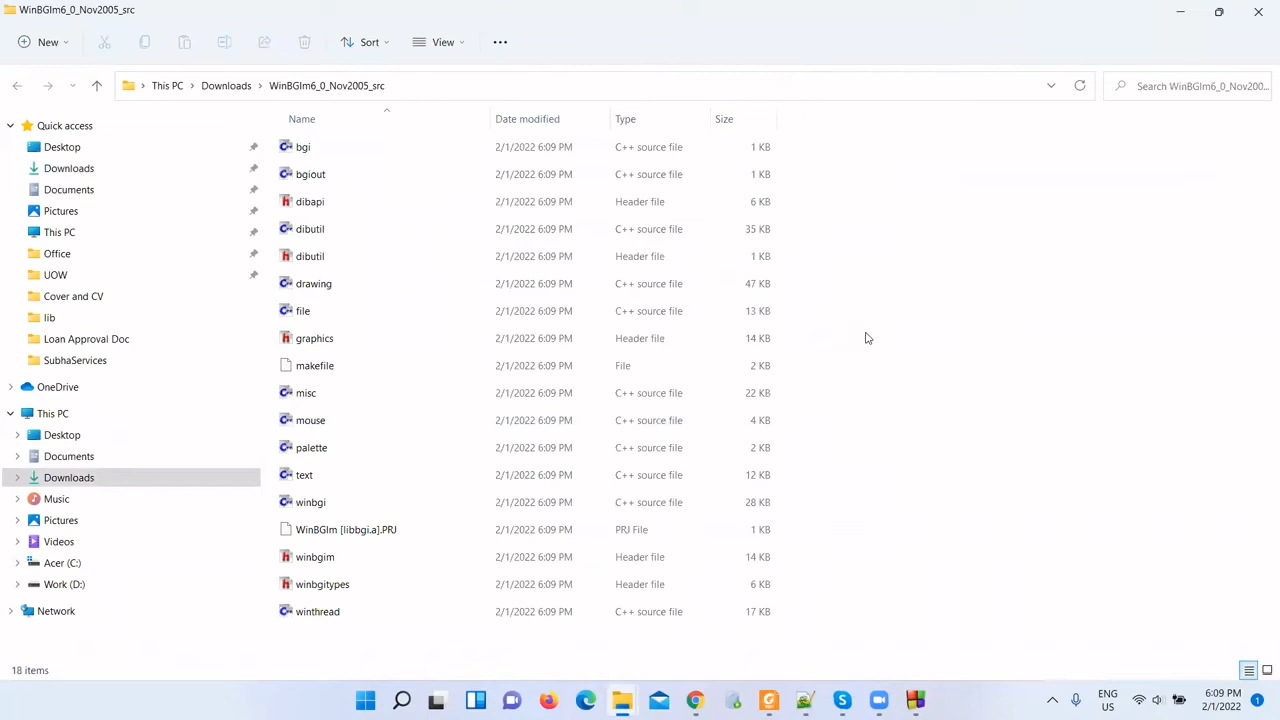 WinBGIm6_0_Nov2005_src
New
Sort
View
This PC > Downloads > WinBGIm6_0_Nov2005_src
Search WinBGIm6_0_Nov200...
Quick access
Desktop
Downloads
Documents
Pictures
This PC
Office
UOW
Cover and CV
lib
Loan Approval Doc
SubhaServices
OneDrive
This PC
Desktop
Documents
Downloads
Music
Pictures
Videos
Acer (C:)
Work (D:)
Network
Name Date modified Type Size
bgi 2/1/2022 6:09 PM C++ source file 1 KB
bgiout 2/1/2022 6:09 PM C++ source file 1 KB
dibapi 2/1/2022 6:09 PM Header file 6 KB
dibutil 2/1/2022 6:09 PM C++ source file 35 KB
dibutil 2/1/2022 6:09 PM Header file 1 KB
drawing 2/1/2022 6:09 PM C++ source file 47 KB
file 2/1/2022 6:09 PM C++ source file 13 KB
graphics 2/1/2022 6:09 PM Header file 14 KB
makefile 2/1/2022 6:09 PM File 2 KB
misc 2/1/2022 6:09 PM C++ source file 22 KB
mouse 2/1/2022 6:09 PM C++ source file 4 KB
palette 2/1/2022 6:09 PM C++ source file 2 KB
text 2/1/2022 6:09 PM C++ source file 12 KB
winbgi 2/1/2022 6:09 PM C++ source file 28 KB
WinBGIm [libbgi.a].PRJ 2/1/2022 6:09 PM PRJ File 1 KB
winbgim 2/1/2022 6:09 PM Header file 14 KB
winbgitypes 2/1/2022 6:09 PM Header file 6 KB
winthread 2/1/2022 6:09 PM C++ source file 17 KB
18 items
ENG
US
6:09 PM
2/1/2022
1